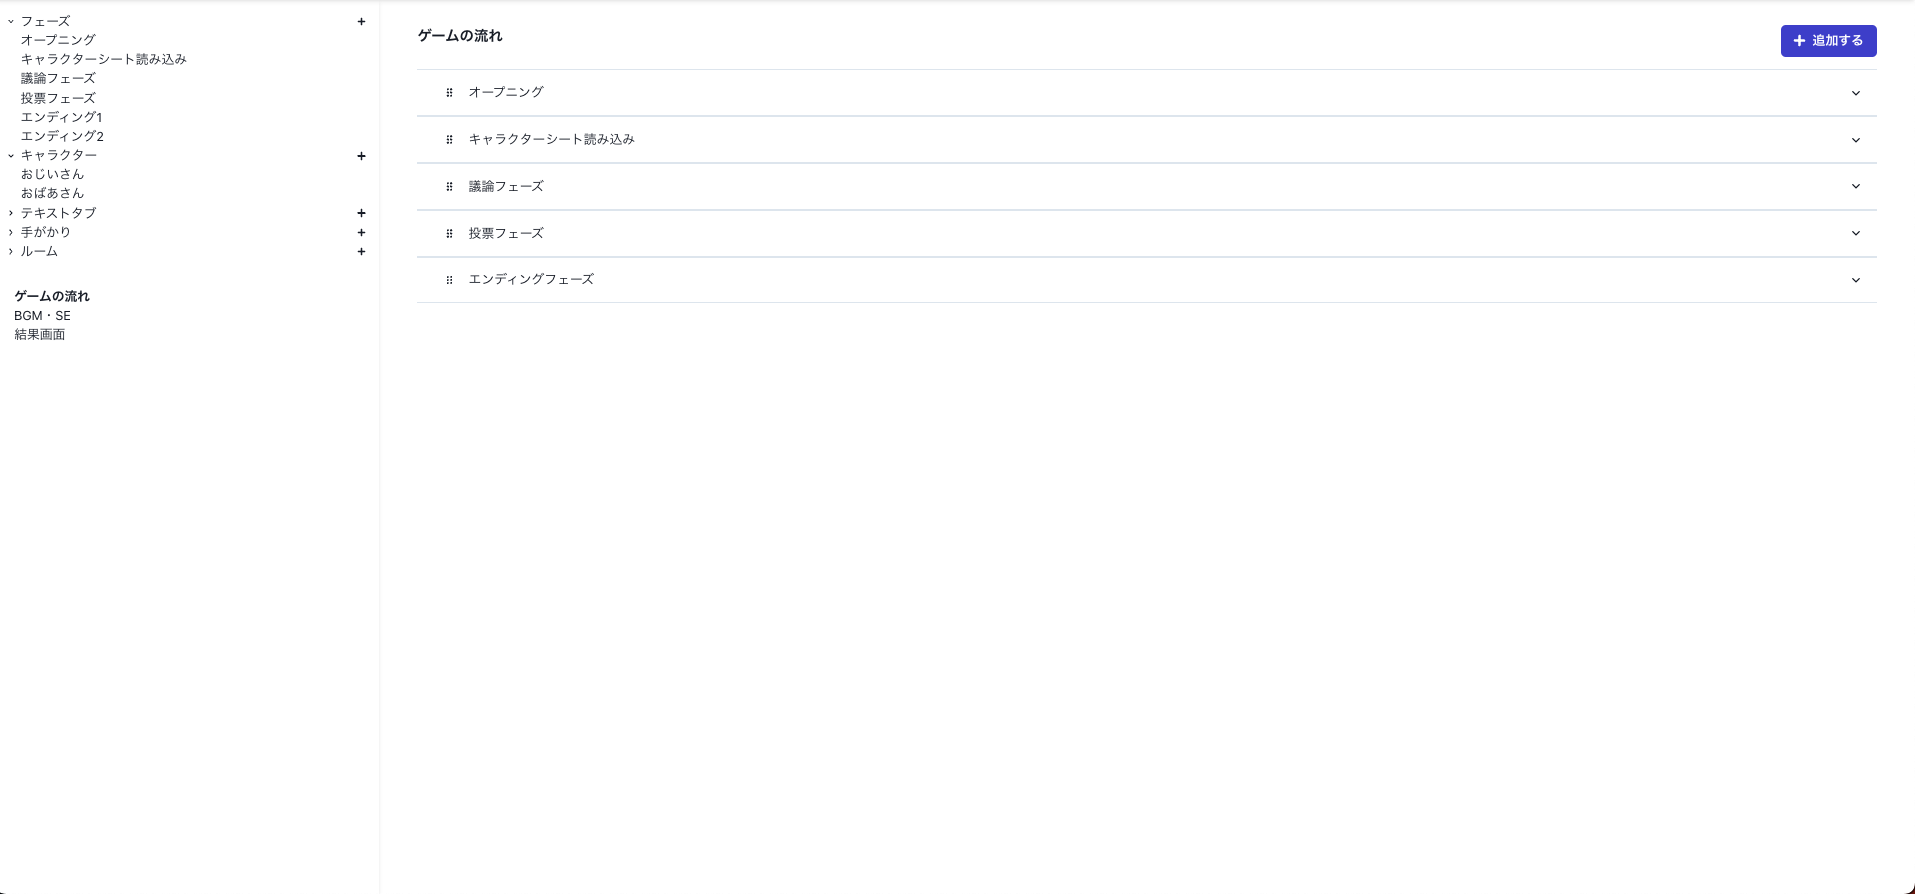 フェーズ
オープニング
キャラクターシート読み込み
議論フェーズ
投票フェーズ
エンディング1
エンディング2
キャラクター
おじいさん
おばあさん
テキストタブ
手がかり
ルーム
ゲームの流れ
BGM・SE
結果画面
ゲームの流れ
追加する
オープニング
キャラクターシート読み込み
議論フェーズ
投票フェーズ
エンディングフェーズ